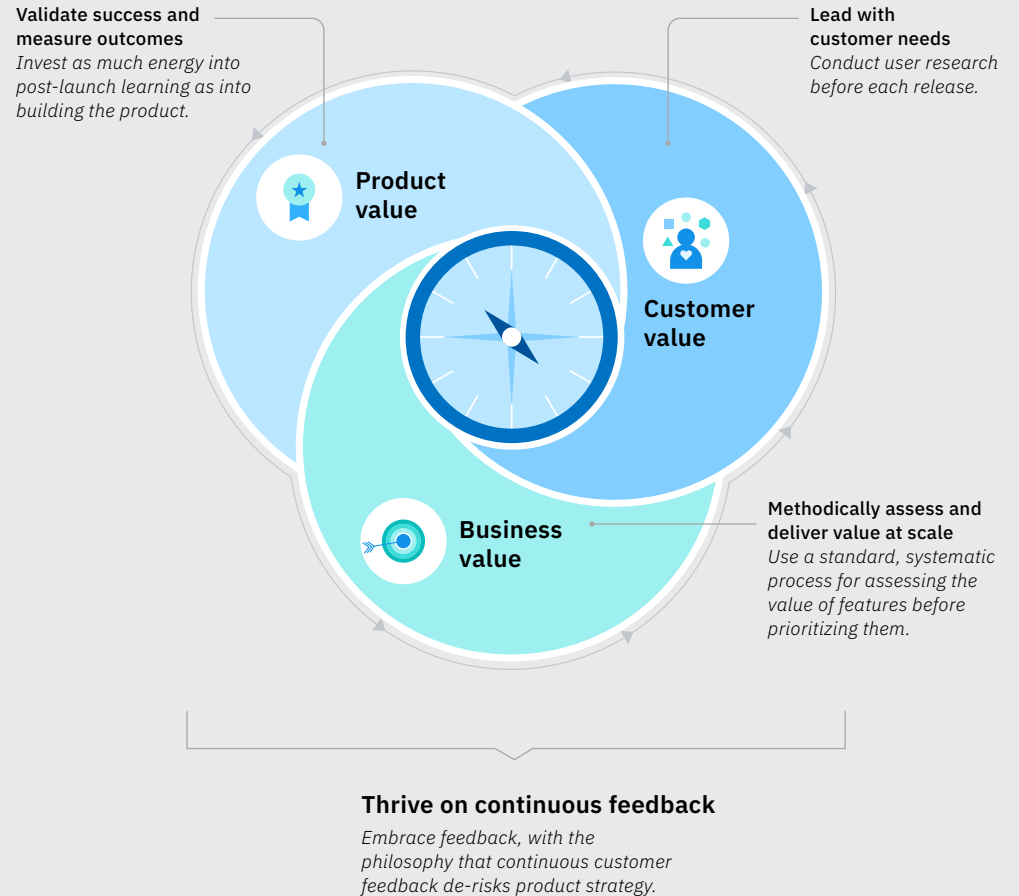 Validate success and
measure outcomes
Invest as much energy into
post-launch learning as into
building the product.
Lead with
customer needs
Conduct user research
before each release.
Product
value
Customer
value
Business
value
Methodically assess and
deliver value at scale
Use a standard, systematic
process for assessing the
value of features before
prioritizing them.
Thrive on continuous feedback
Embrace feedback, with the
philosophy that continuous customer
feedback de-risks product strategy.